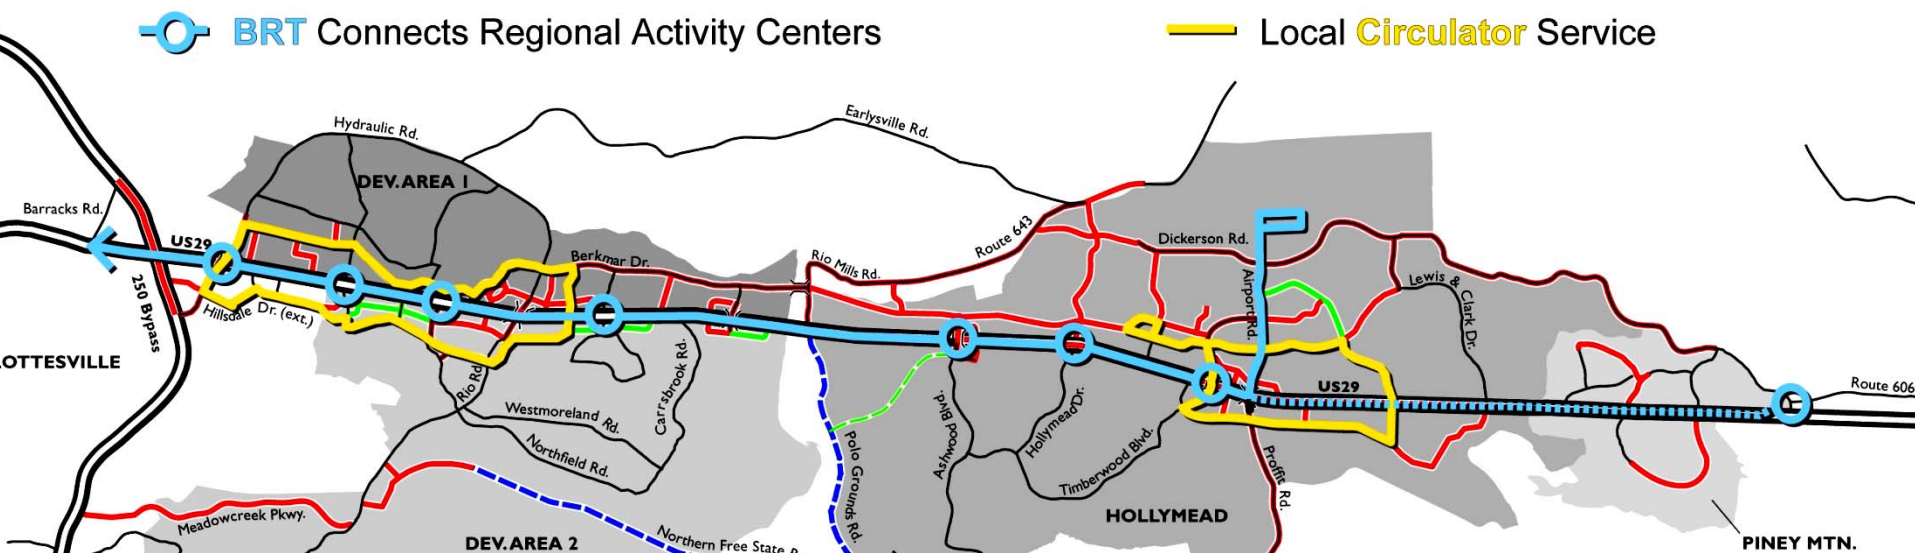 BRT Connects Regional Activity Centers
Local Circulator Service
Hydraulic Rd.
Earlysville Rd.
DEV. AREA 1
Barracks Rd.
US29
Route 643
Dickerson Rd.
Berkmar Dr.
Rio Mills Rd.
Airport Rd.
Lewis & Clark Dr.
250 Bypass
Hillsdale Dr. (ext.)
OTTESVILLE
Rio Rd.
Carrsbrook Rd.
US29
Route 606
Westmoreland Rd.
Northfield Rd.
Polo Grounds Rd.
Ashwood Blvd.
Hollymead Dr.
Timberwood Blvd.
Proffit Rd.
Meadowcreek Pkwy.
HOLLYMEAD
DEV. AREA 2
Northern Free State
PINEY MTN.